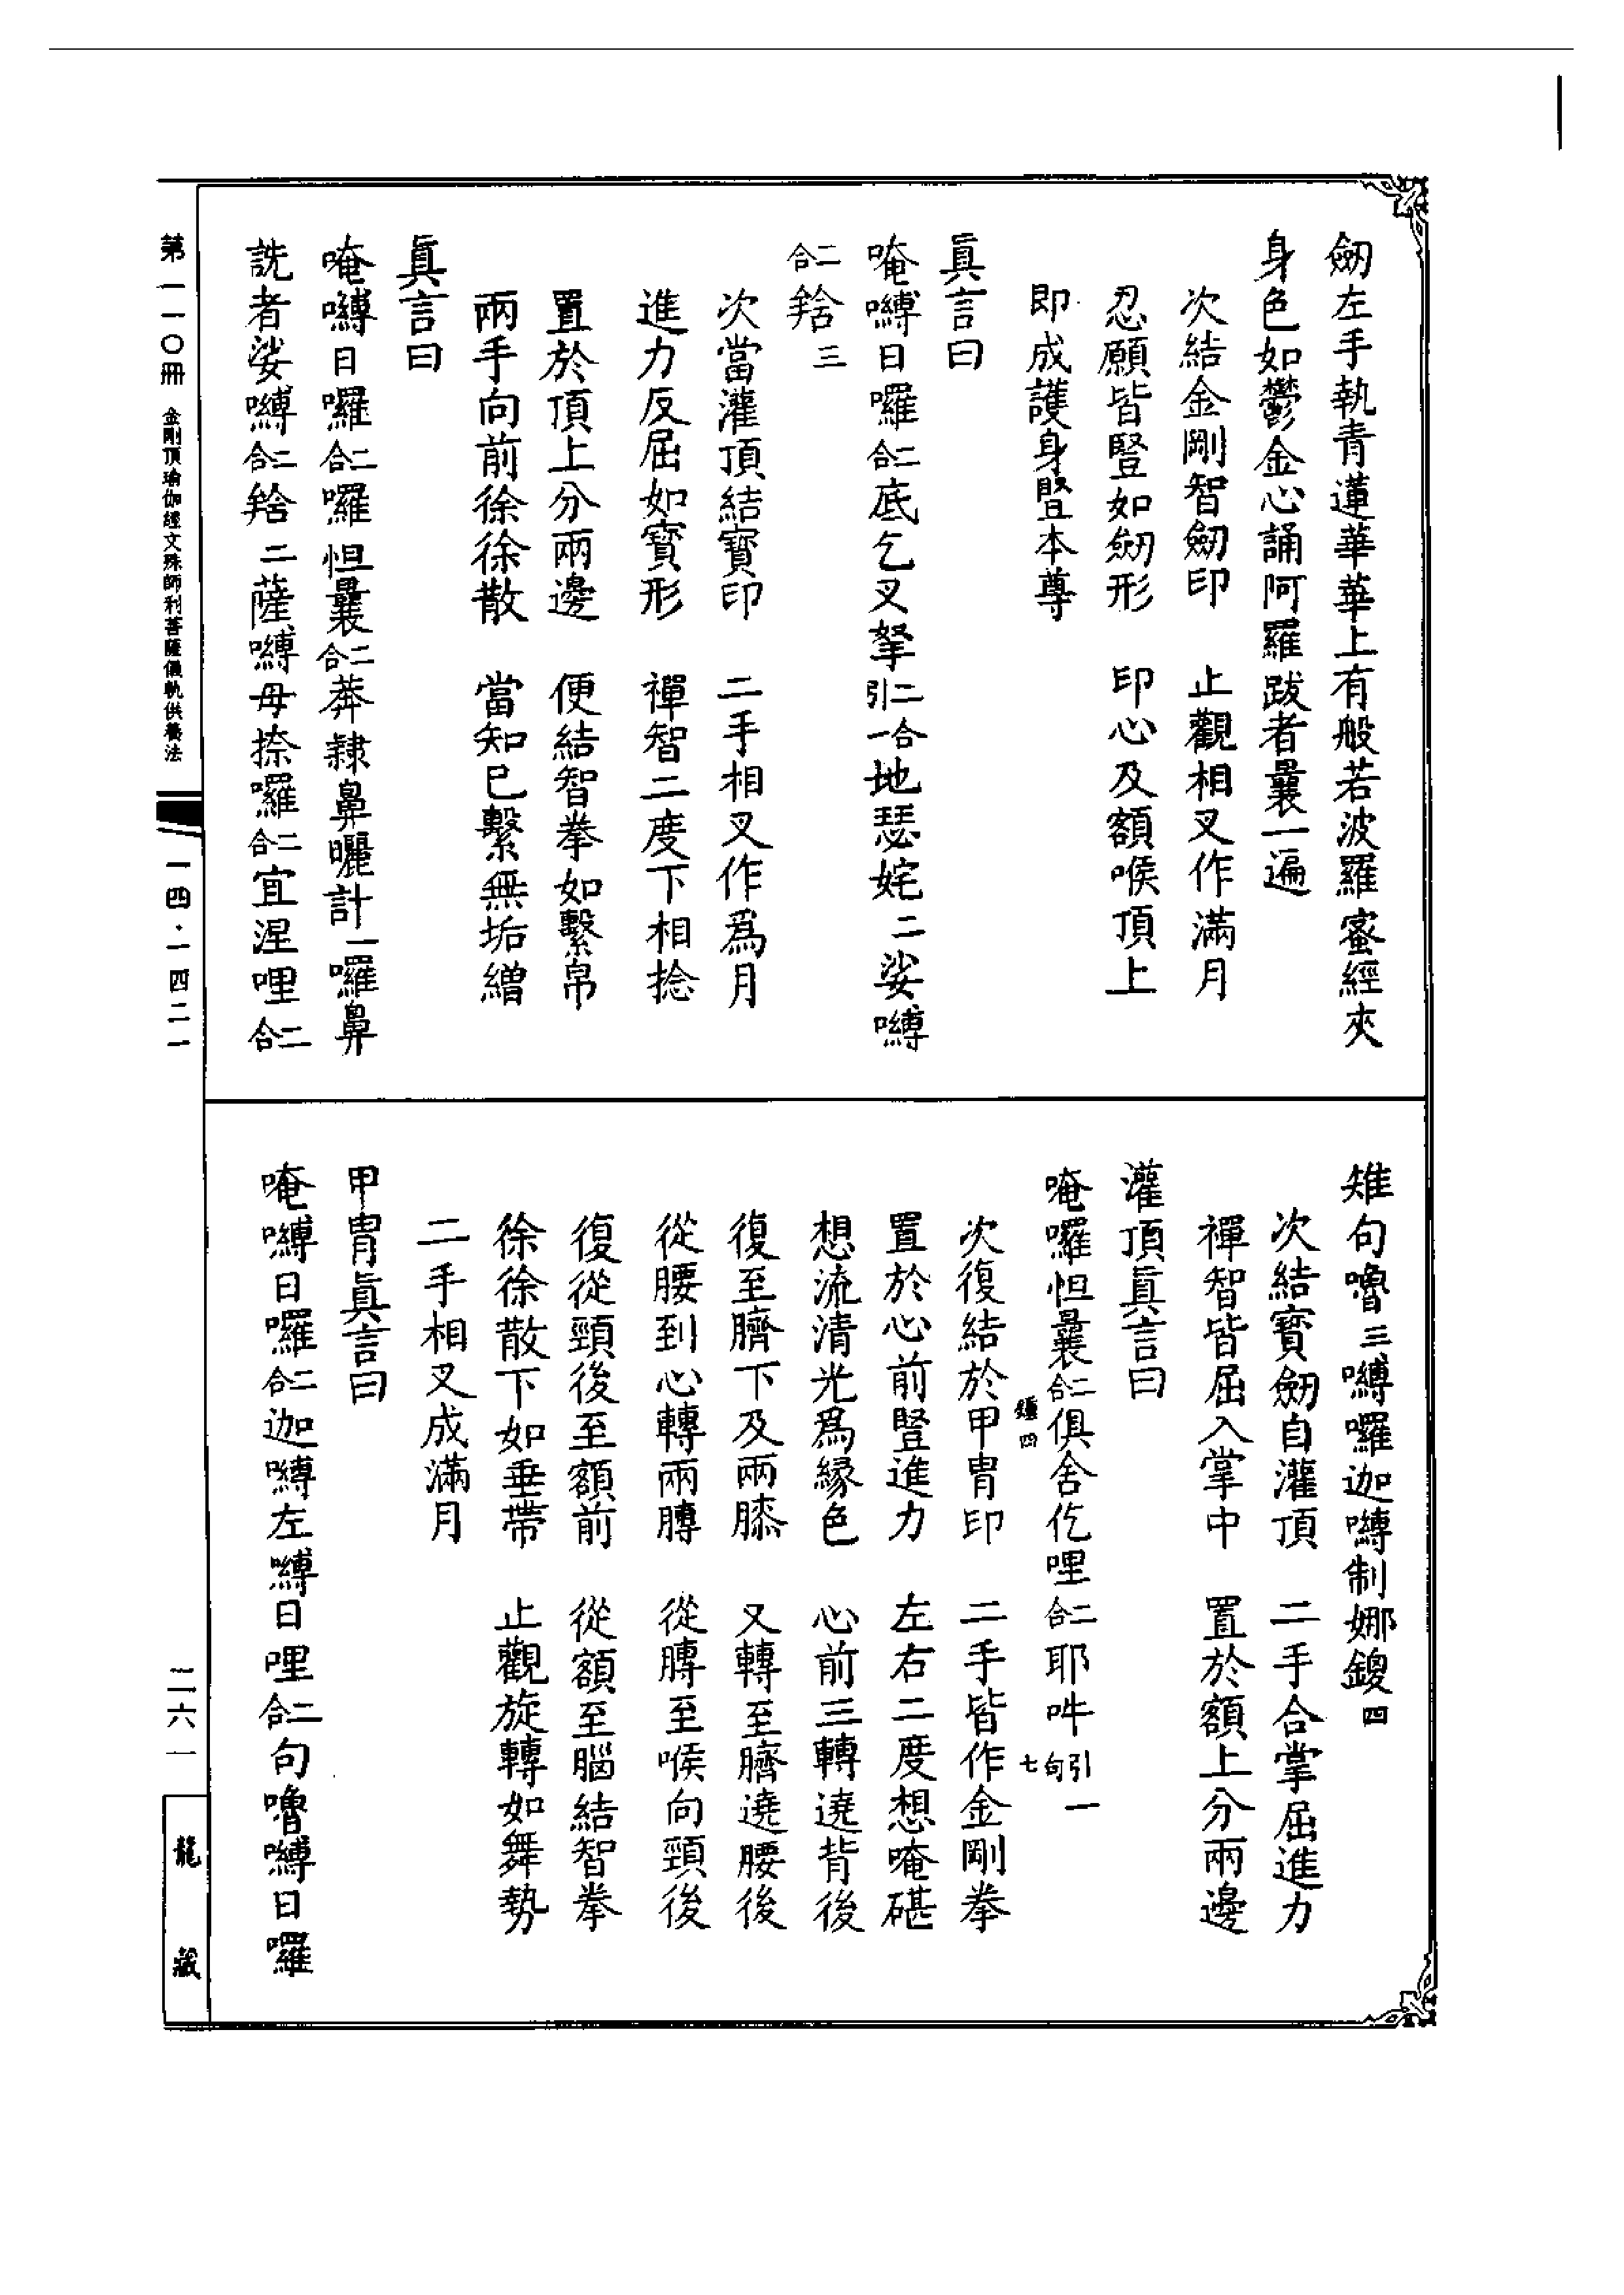 劒左手執青蓮華華上有般若波羅蜜經夾
身色如鬱金心誦阿羅跛者曩一遍
次結金剛智劒印　止觀相叉作滿月
忍願皆豎如劒形　印心及額喉頂上
即成護身豎本尊
眞言曰
唵嚩日囉二合底乞叉拏二合引一地瑟姹二娑嚩
二合㗨三
次當灌頂結寶印　二手相叉作爲月
進力反屈如寶形　禪智二度下相捻
置於頂上分兩邊　便結智拳如繫帛
兩手向前徐徐散　當知已繫無垢繒
眞言曰
唵嚩日囉二合囉怛曩二合莽隷鼻曬計一囉鼻
詵者娑嚩二合㗨二薩嚩母捺囉二合宜涅哩二合
雉句嚕三嚩囉迦嚩制娜鑁四
次結寶劒自灌頂　二手合掌屈進力
禪智皆屈入掌中　置於額上分兩邊
灌頂眞言曰
唵囉怛曩二合俱舍仡哩二合耶吽引一
句七
四
次復結於甲冑印　二手皆作金剛拳
置於心前豎進力　左右二度想唵砧
想流清光爲緣色　心前三轉遶背後
復至臍下及兩膝　又轉至臍遶腰後
從腰到心轉兩膊　從膊至喉向頸後
復從頸後至額前　從額至腦結智拳
徐徐散下如垂帶　止觀旋轉如舞勢
二手相叉成滿月
甲冑眞言曰
唵嚩日囉二合迦嚩左嚩日哩二合句嚕嚩日囉
第一一〇冊　金剛頂瑜伽經文殊師利菩薩儀軌供養法
一四·一四二一
二六一
龍藏